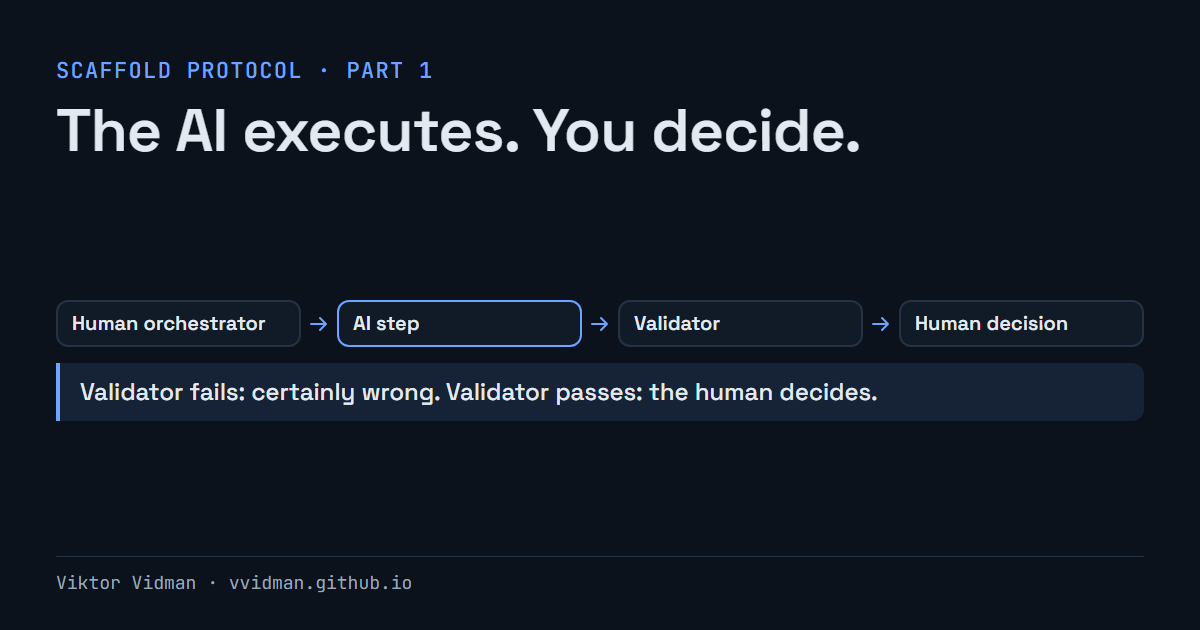 SCAFFOLD PROTOCOL · PART 1
The AI executes. You decide.
Human orchestrator → AI step → Validator → Human decision
Validator fails: certainly wrong. Validator passes: the human decides.
Viktor Vidman · vvidman.github.io